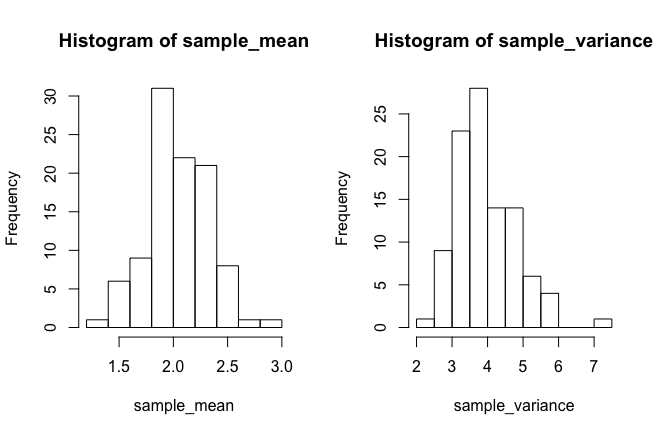 Histogram of sample_mean
Frequency
0
5
10
15
20
25
30
1.5 2.0 2.5 3.0
sample_mean
Histogram of sample_variance
Frequency
0
5
10
15
20
25
2 3 4 5 6 7
sample_variance